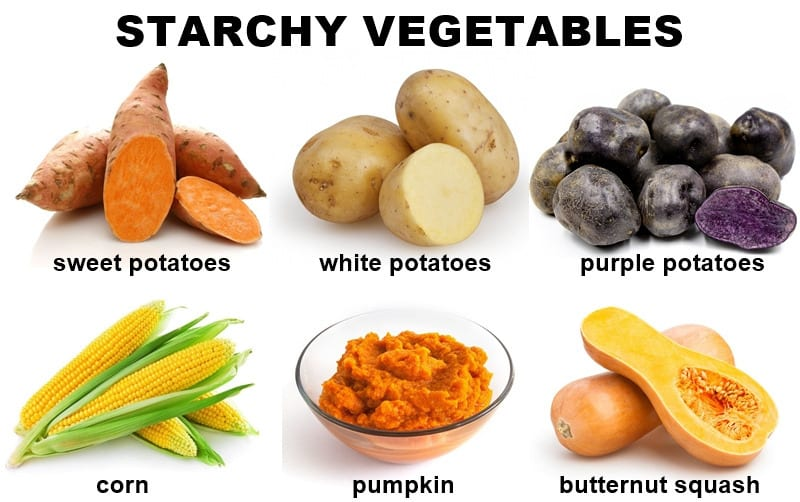 STARCHY VEGETABLES
sweet potatoes
white potatoes
purple potatoes
corn
pumpkin
butternut squash